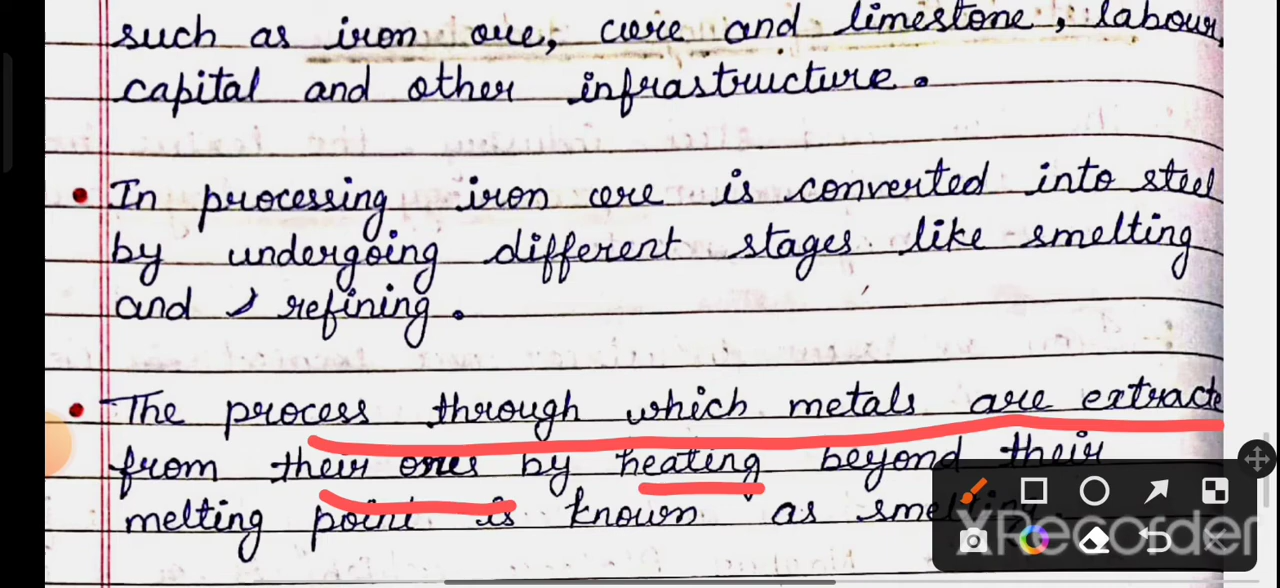 such as iron ore, core and limestone, labour,
capital and other infrastructure.
In processing iron core is converted into steel
by undergoing different stages like smelting
and refining.
The process through which metals are extracte
from their ores by heating beyond their
melting point is known as smelting.
XRecorder